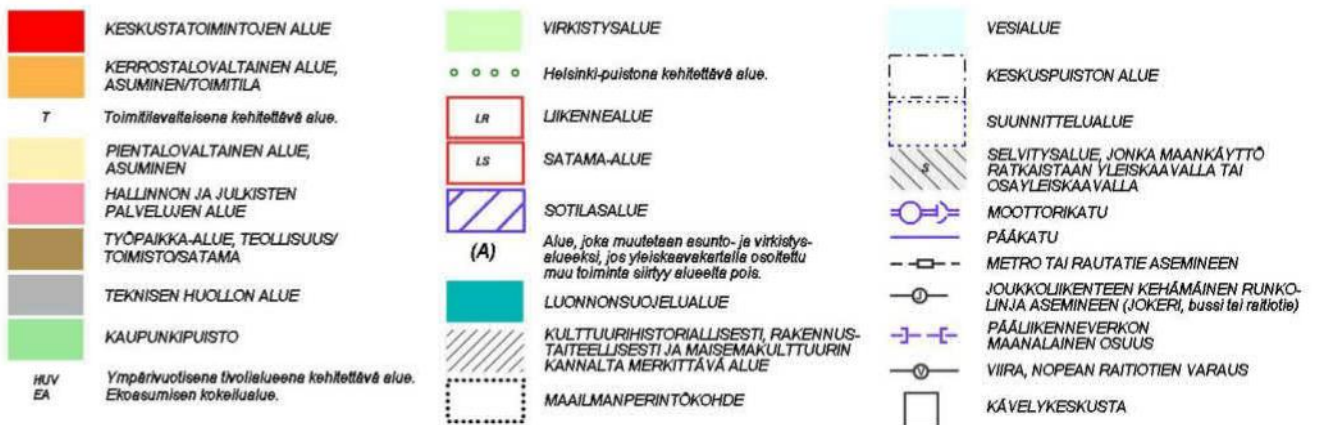 KESKUSTATOIMINTOJEN ALUE
KERROSTALOVALTAINEN ALUE,
ASUMINEN/TOIMITILA
T
Toimitilavaltaisena kehitettävä alue.
PIENTALOVALTAINEN ALUE,
ASUMINEN
HALLINNON JA JULKISTEN
PALVELUJEN ALUE
TYÖPAIKKA-ALUE, TEOLLISUUS/
TOIMISTO/SATAMA
TEKNISEN HUOLLON ALUE
KAUPUNKIPUISTO
HUV
Ympärivuotisena tivolialueena kehitettävä alue.
EA
Ekoasumisen kokeilualue.
VIRKISTYSALUE
Helsinki-puistona kehitettävä alue.
LR
LIIKENNEALUE
LS
SATAMA-ALUE
SOTILASALUE
(A)
Alue, joka muutetaan asunto- ja virkistys-
alueeksi, jos yleiskaavakartalla osoitettu
muu toiminta siirtyy alueelta pois.
LUONNONSUOJELUALUE
KULTTUURIHISTORIALLISESTI, RAKENNUS-
TAITEELLISESTI JA MAISEMAKULTTUURIN
KANNALTA MERKITTÄVÄ ALUE
MAAILMANPERINTÖKOHDE
VESIALUE
KESKUSPUISTON ALUE
SUUNNITTELUALUE
S
SELVITYSALUE, JONKA MAANKÄYTTÖ
RATKAISTAAN YLEISKAAVALLA TAI
OSAYLEISKAAVALLA
MOOTTORIKATU
PÄÄKATU
METRO TAI RAUTATIE ASEMINEEN
J
JOUKKOLIIKENTEEN KEHÄMÄINEN RUNKO-
LINJA ASEMINEEN (JOKERI, bussi tai raitiotie)
PÄÄLIIKENNEVERKON
MAANALAINEN OSUUS
V
VIIRA, NOPEAN RAITIOTIEN VARAUS
KÄVELYKESKUSTA